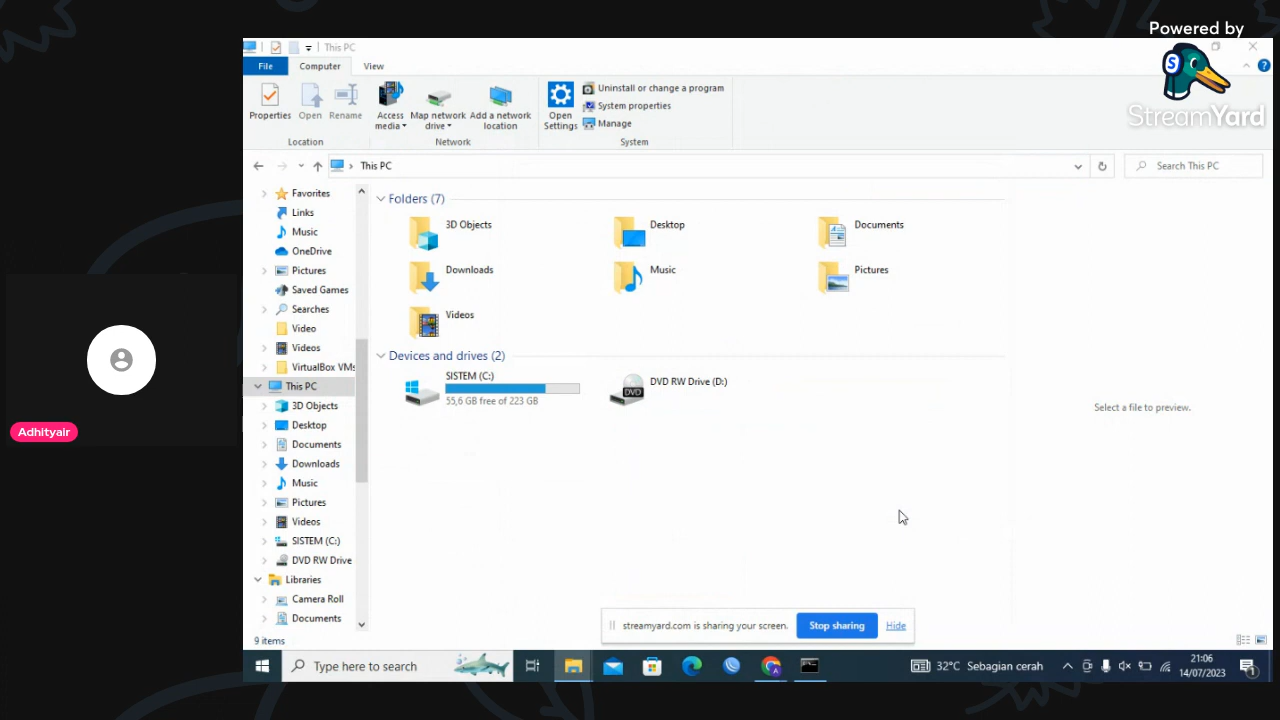 Powered by
StreamYard
This PC
File
Computer
View
Properties
Open
Rename
Access media
Map network drive
Add a network location
Open Settings
Uninstall or change a program
System properties
Manage
Location
Network
System
This PC
Search This PC
Favorites
Links
Music
OneDrive
Pictures
Saved Games
Searches
Video
Videos
VirtualBox VMs
This PC
3D Objects
Desktop
Documents
Downloads
Music
Pictures
Videos
SISTEM (C:)
DVD RW Drive
Libraries
Camera Roll
Documents
Folders (7)
3D Objects
Desktop
Documents
Downloads
Music
Pictures
Videos
Devices and drives (2)
SISTEM (C:)
55,6 GB free of 223 GB
DVD RW Drive (D:)
DVD
Select a file to preview.
Adhityair
streamyard.com is sharing your screen.
Stop sharing
Hide
9 items
Type here to search
32°C Sebagian cerah
21:06
14/07/2023